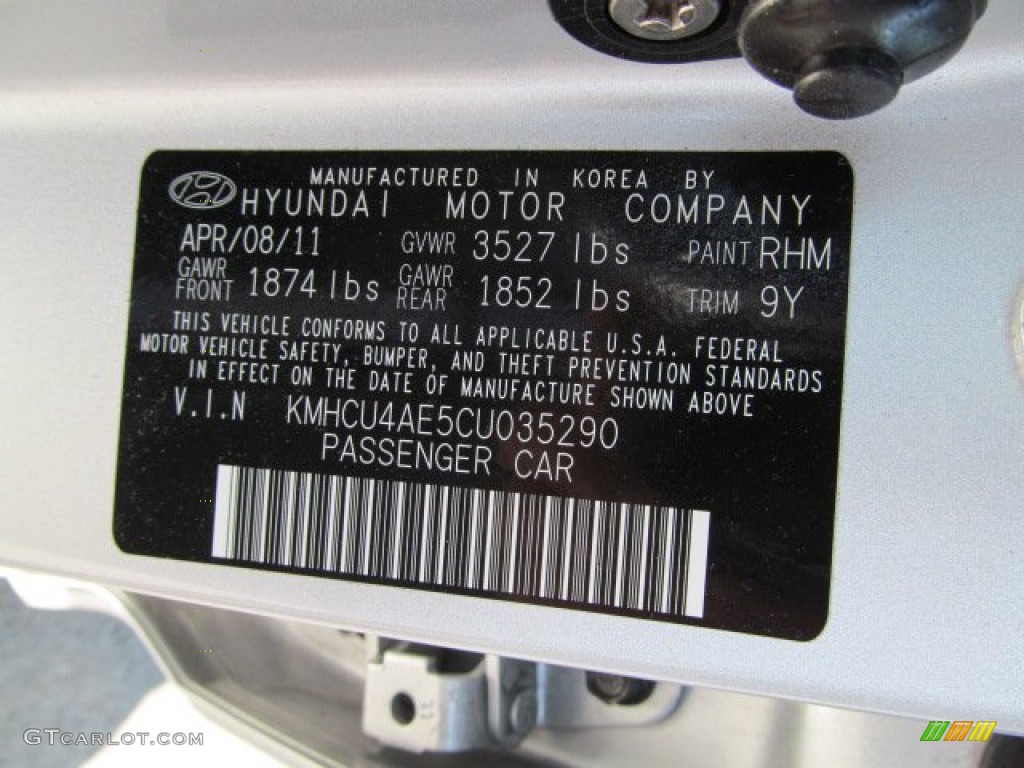 MANUFACTURED IN KOREA BY
HYUNDAI MOTOR COMPANY
APR/08/11 GVWR 3527 lbs PAINT RHM
GAWR FRONT 1874 lbs GAWR REAR 1852 lbs TRIM 9Y
THIS VEHICLE CONFORMS TO ALL APPLICABLE U.S.A. FEDERAL
MOTOR VEHICLE SAFETY, BUMPER, AND THEFT PREVENTION STANDARDS
IN EFFECT ON THE DATE OF MANUFACTURE SHOWN ABOVE
V.I.N KMHCU4AE5CU035290
PASSENGER CAR
GTCARLOT.COM